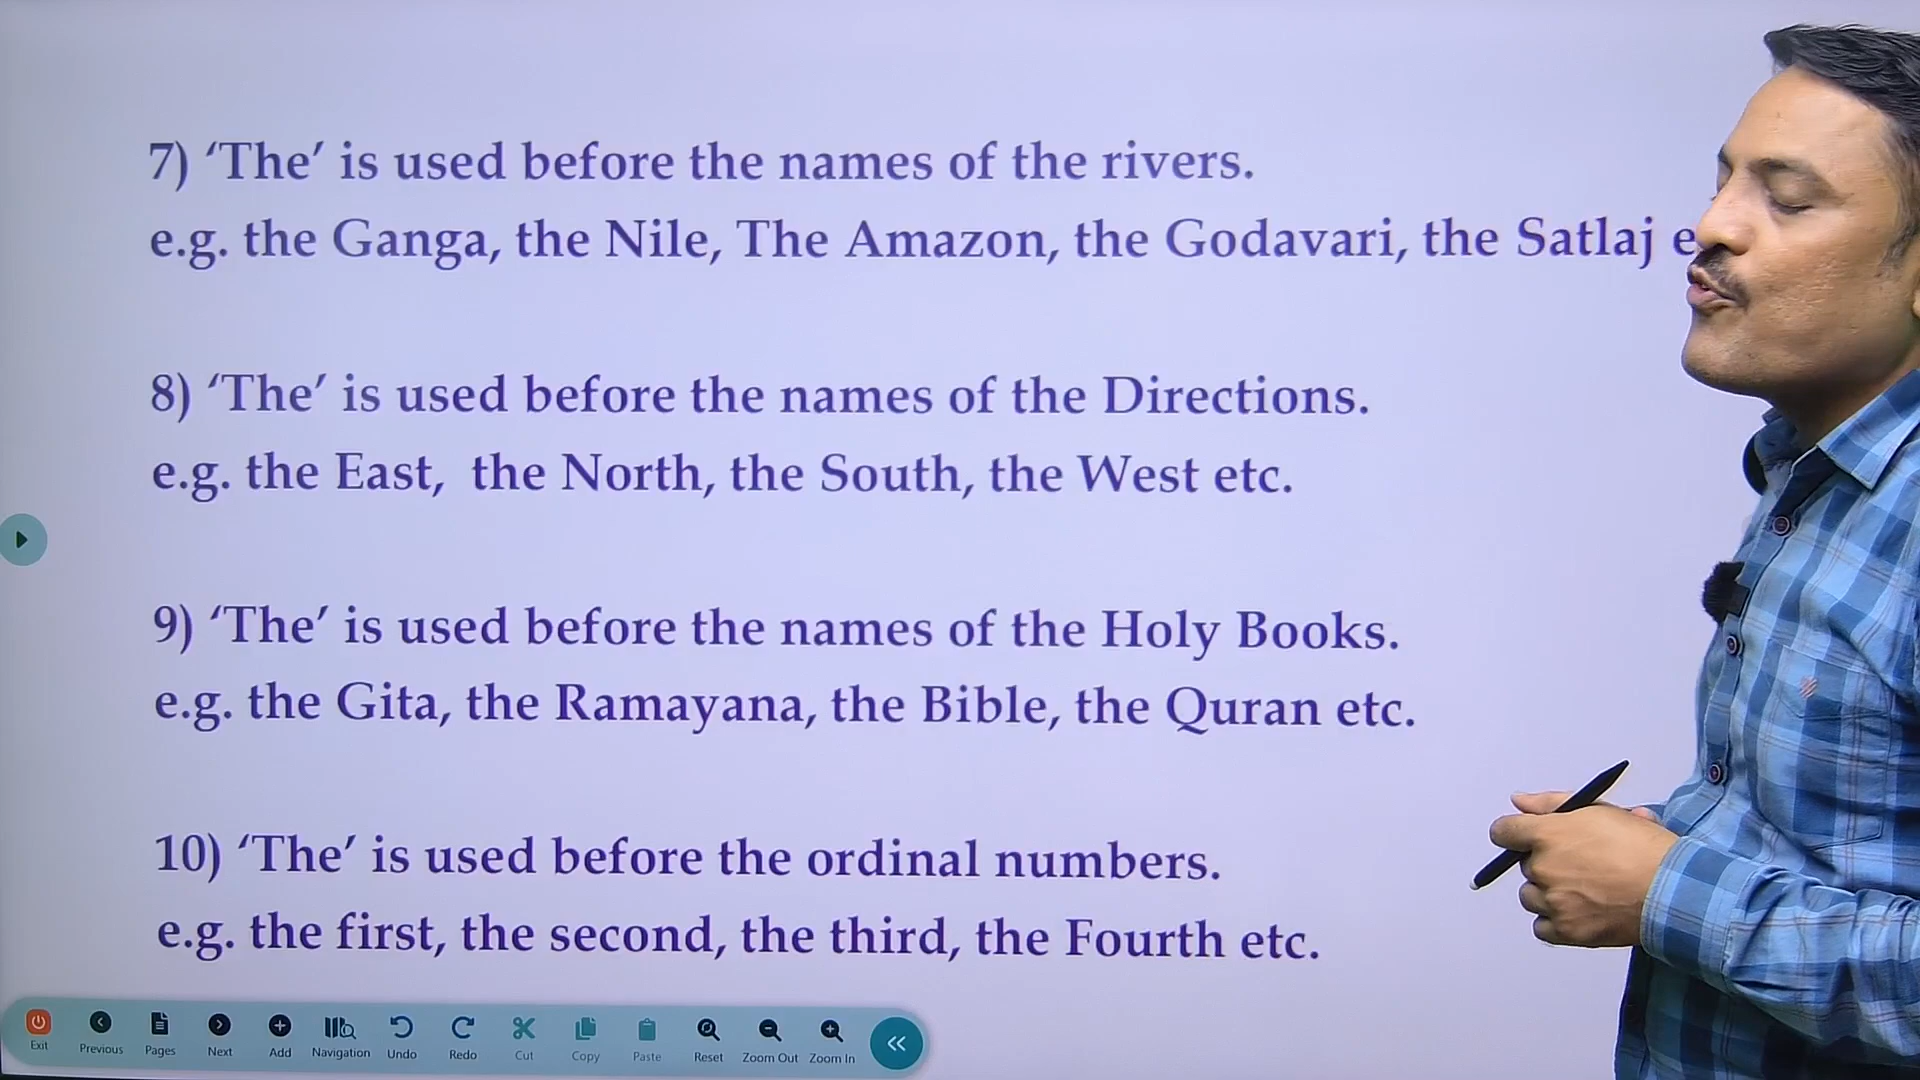 7) ‘The’ is used before the names of the rivers.
e.g. the Ganga, the Nile, The Amazon, the Godavari, the Satlaj
8) ‘The’ is used before the names of the Directions.
e.g. the East, the North, the South, the West etc.
9) ‘The’ is used before the names of the Holy Books.
e.g. the Gita, the Ramayana, the Bible, the Quran etc.
10) ‘The’ is used before the ordinal numbers.
e.g. the first, the second, the third, the Fourth etc.
Exit Previous Pages Next Add Navigation Undo Redo Cut Copy Paste Reset Zoom Out Zoom In